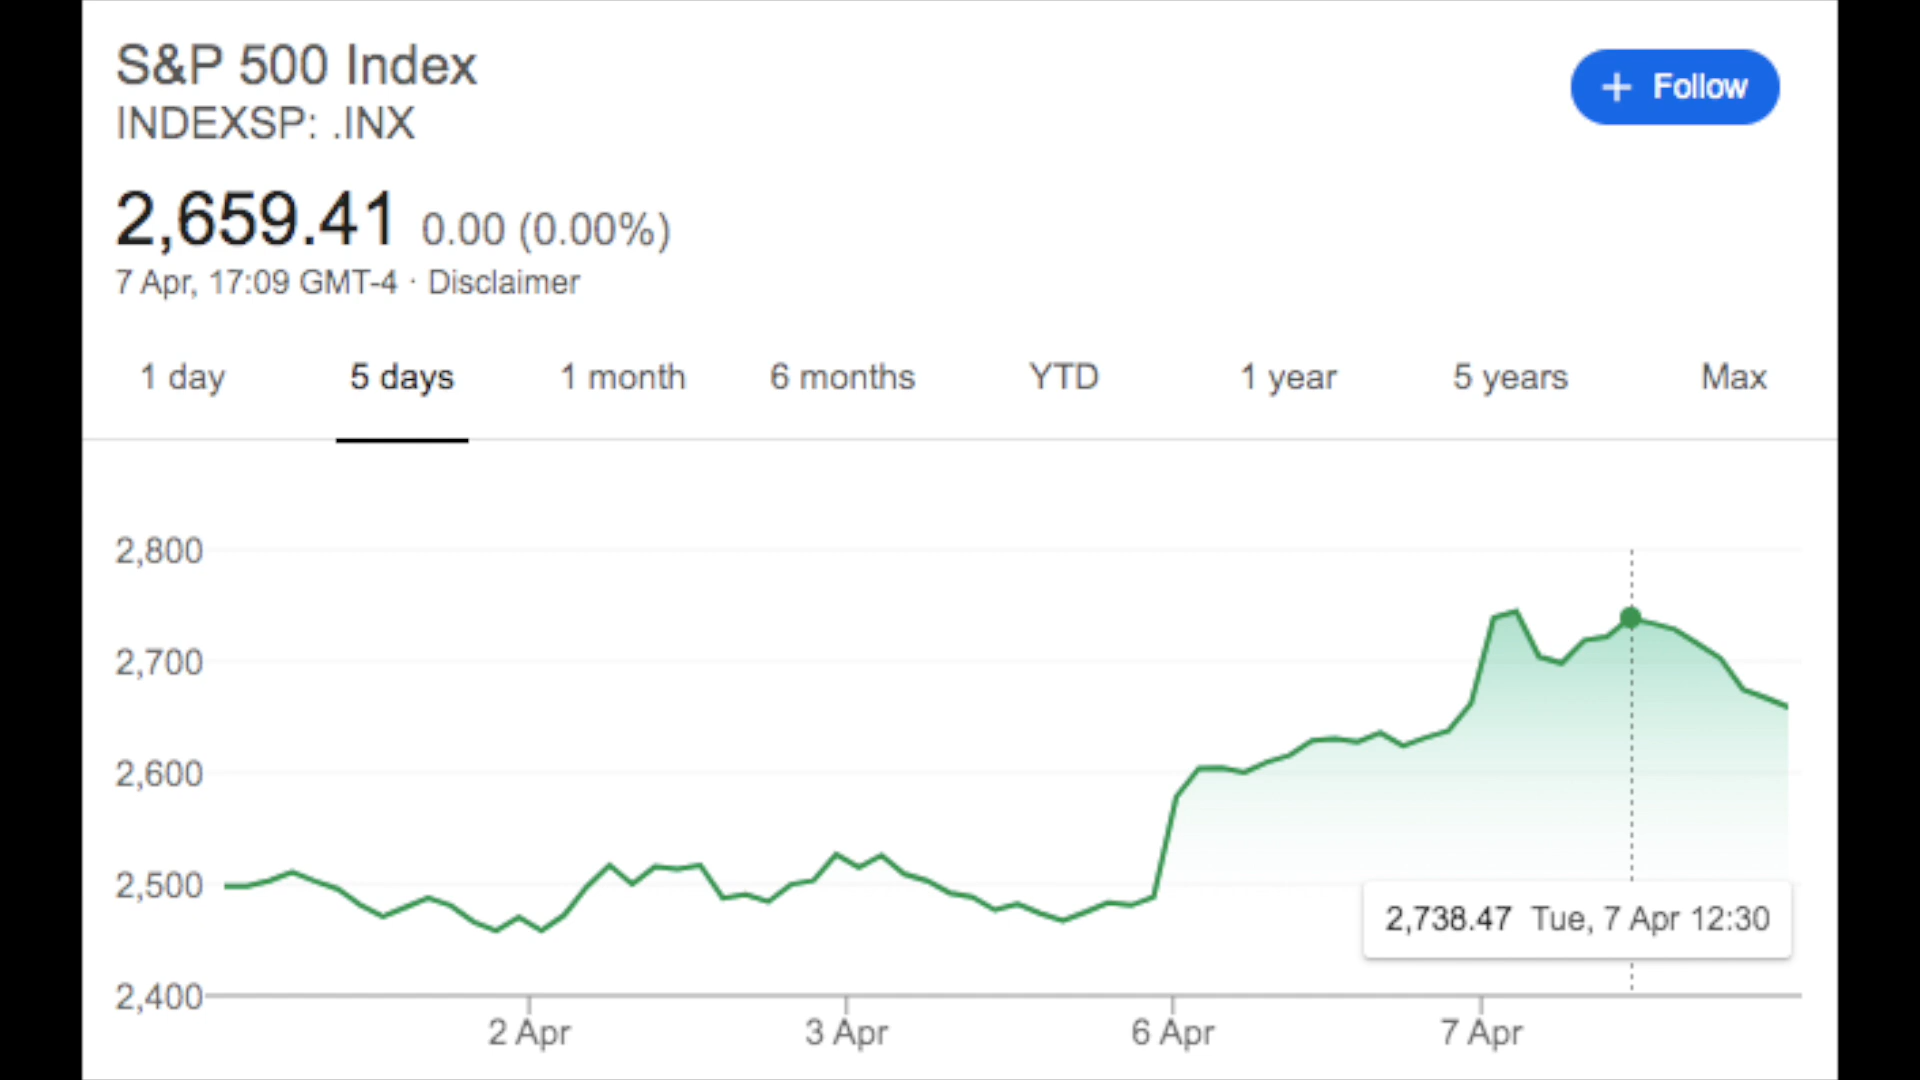 S&P 500 Index
INDEXSP: .INX
+ Follow
2,659.41 0.00 (0.00%)
7 Apr, 17:09 GMT-4 · Disclaimer
1 day 5 days 1 month 6 months YTD 1 year 5 years Max
2,800
2,700
2,600
2,500
2,738.47 Tue, 7 Apr 12:30
2,400
2 Apr 3 Apr 6 Apr 7 Apr